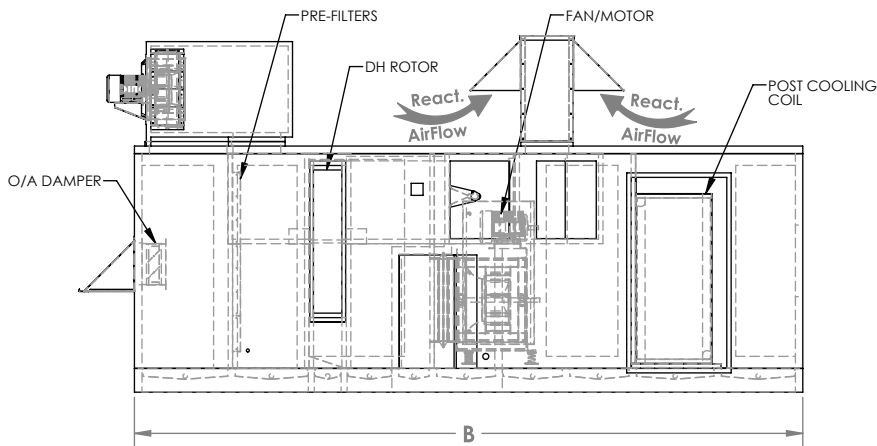 PRE-FILTERS
FAN/MOTOR
DH ROTOR
POST COOLING
COIL
React.
AirFlow
React.
AirFlow
O/A DAMPER
B